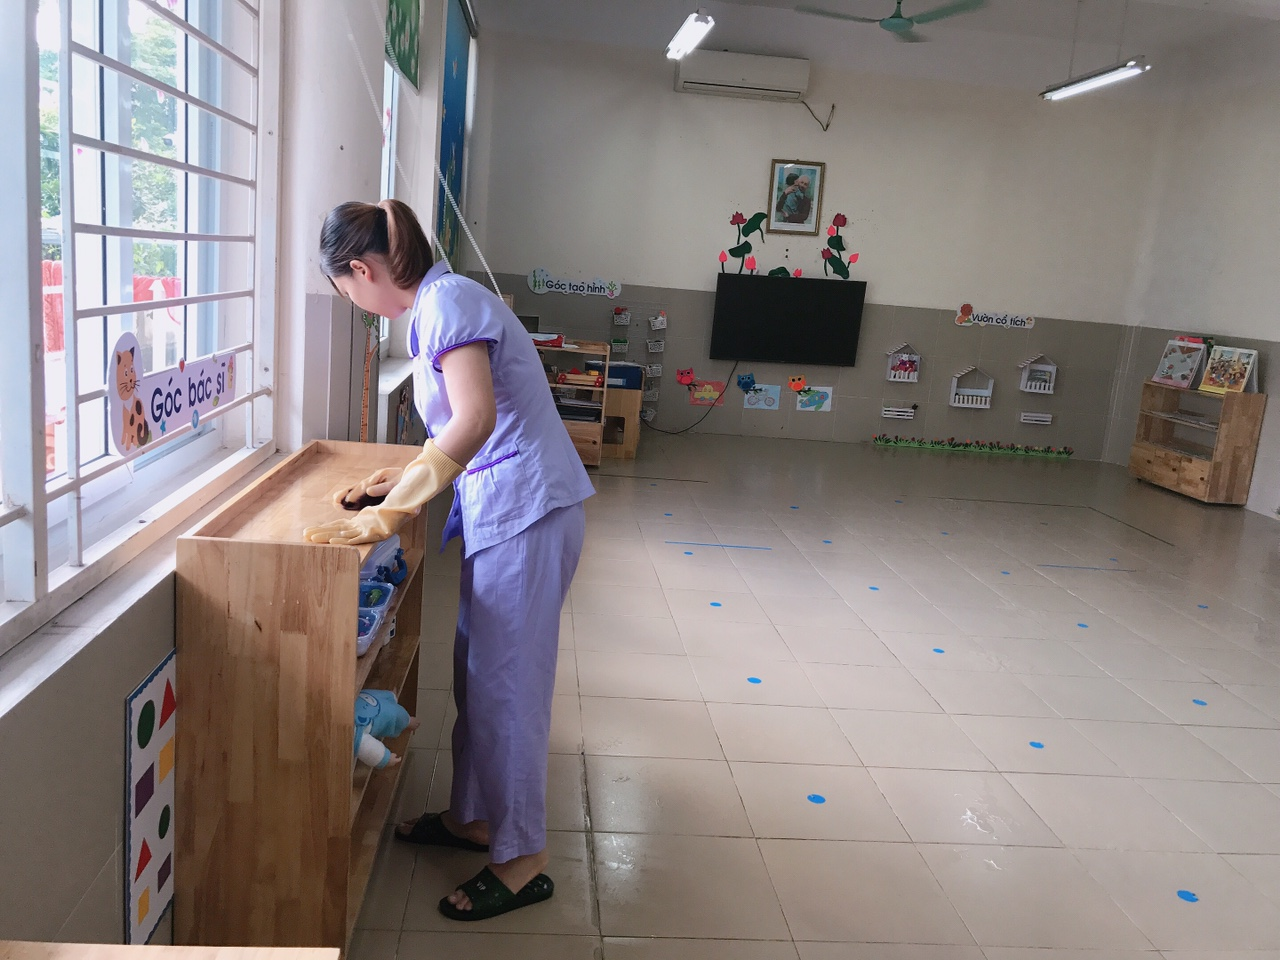 Góc tạo hình
Vườn cổ tích
Góc bác sĩ